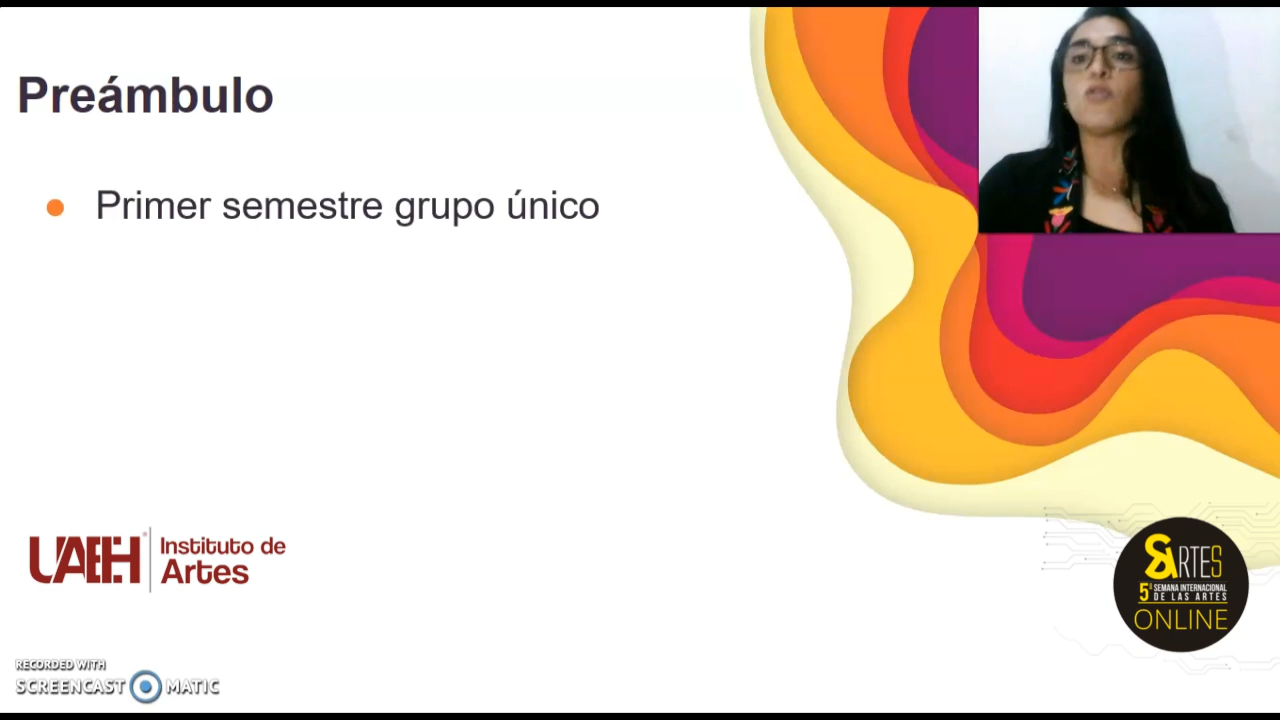 Preámbulo
Primer semestre grupo único
UAEH
Instituto de
Artes
SARTES
5ª SEMANA INTERNACIONAL
DE LAS ARTES
ONLINE
RECORDED WITH
SCREENCAST MATIC